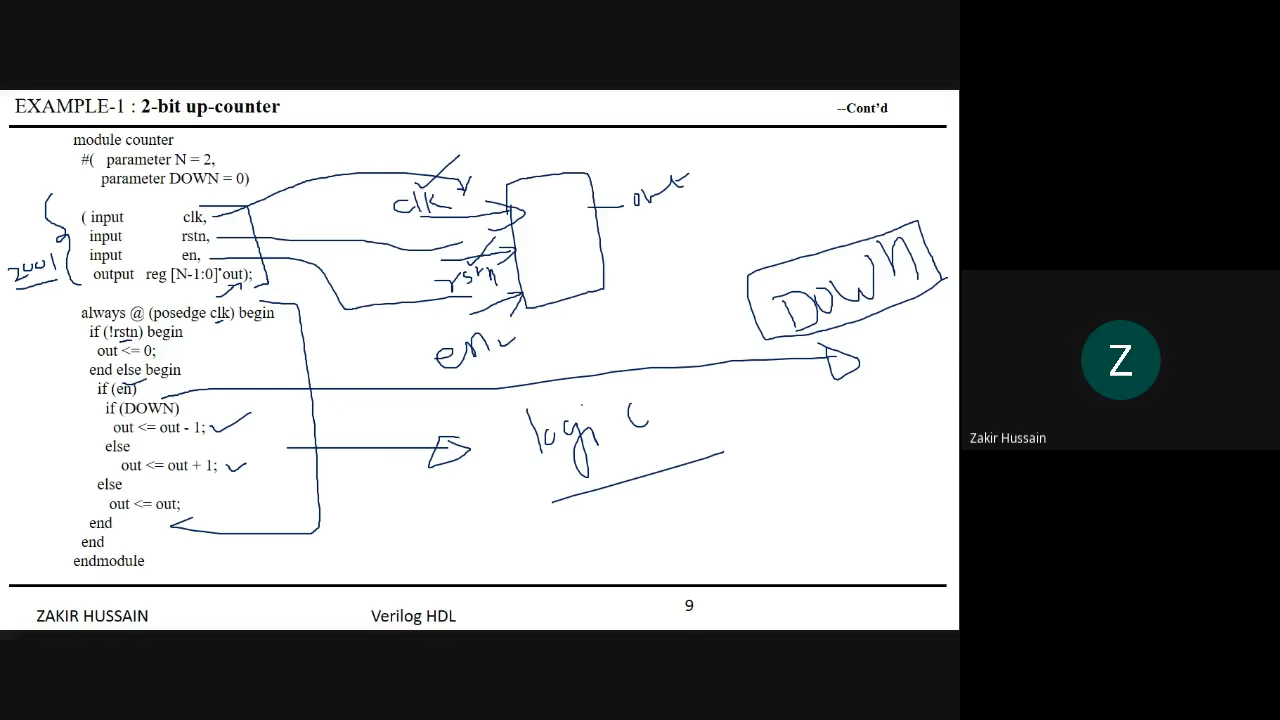 EXAMPLE-1 : 2-bit up-counter --Cont'd
module counter
#( parameter N = 2,
parameter DOWN = 0)
( input clk,
input rstn,
input en,
output reg [N-1:0] out);
2001
always @ (posedge clk) begin
if (!rstn) begin
out <= 0;
end else begin
if (en)
if (DOWN)
out <= out - 1;
else
out <= out + 1;
else
out <= out;
end
end
endmodule
clk
out
rstn
en
DOWN
logic
Z
Zakir Hussain
ZAKIR HUSSAIN Verilog HDL 9